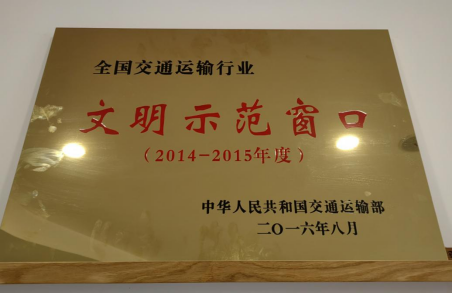 全国交通运输行业
文明示范窗口
（2014-2015年度）
中华人民共和国交通运输部
二〇一六年八月